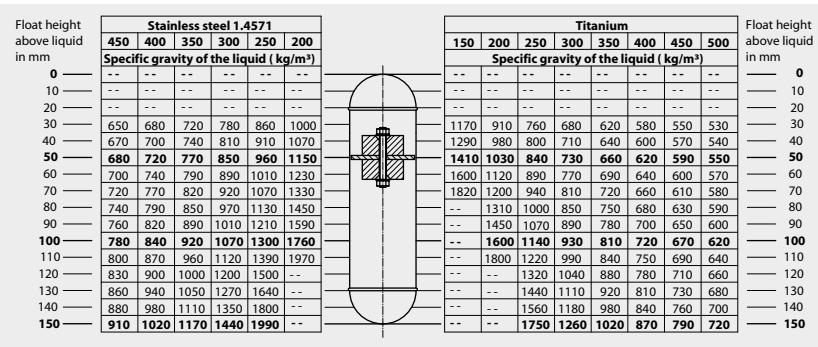 Float height above liquid in mm | Stainless steel 1.4571 | Titanium | Float height above liquid in mm
450 400 350 300 250 200 | 150 200 250 300 350 400 450 500
Specific gravity of the liquid ( kg/m³) | Specific gravity of the liquid ( kg/m³)
0 | -- -- -- -- -- -- | -- -- -- -- -- -- -- -- | 0
10 | -- -- -- -- -- -- | -- -- -- -- -- -- -- -- | 10
20 | -- -- -- -- -- -- | -- -- -- -- -- -- -- -- | 20
30 | 650 680 720 780 860 1000 | 1170 910 760 680 620 580 550 530 | 30
40 | 670 700 740 810 910 1070 | 1290 980 800 710 640 600 570 540 | 40
50 | 680 720 770 850 960 1150 | 1410 1030 840 730 660 620 590 550 | 50
60 | 700 740 790 890 1010 1230 | 1600 1120 890 770 690 640 600 570 | 60
70 | 720 770 820 920 1070 1330 | 1820 1200 940 810 720 660 610 580 | 70
80 | 740 790 850 970 1130 1450 | -- 1310 1000 850 750 680 630 590 | 80
90 | 760 820 890 1010 1210 1590 | -- 1450 1070 890 780 700 650 600 | 90
100 | 780 840 920 1070 1300 1760 | -- 1600 1140 930 810 720 670 620 | 100
110 | 800 870 960 1120 1390 1970 | -- 1800 1220 990 840 750 690 640 | 110
120 | 830 900 1000 1200 1500 -- | -- -- 1320 1040 880 780 710 660 | 120
130 | 860 940 1050 1270 1640 -- | -- -- 1440 1110 920 810 730 680 | 130
140 | 880 980 1110 1350 1800 -- | -- -- 1560 1180 980 840 760 700 | 140
150 | 910 1020 1170 1440 1990 -- | -- -- 1750 1260 1020 870 790 720 | 150